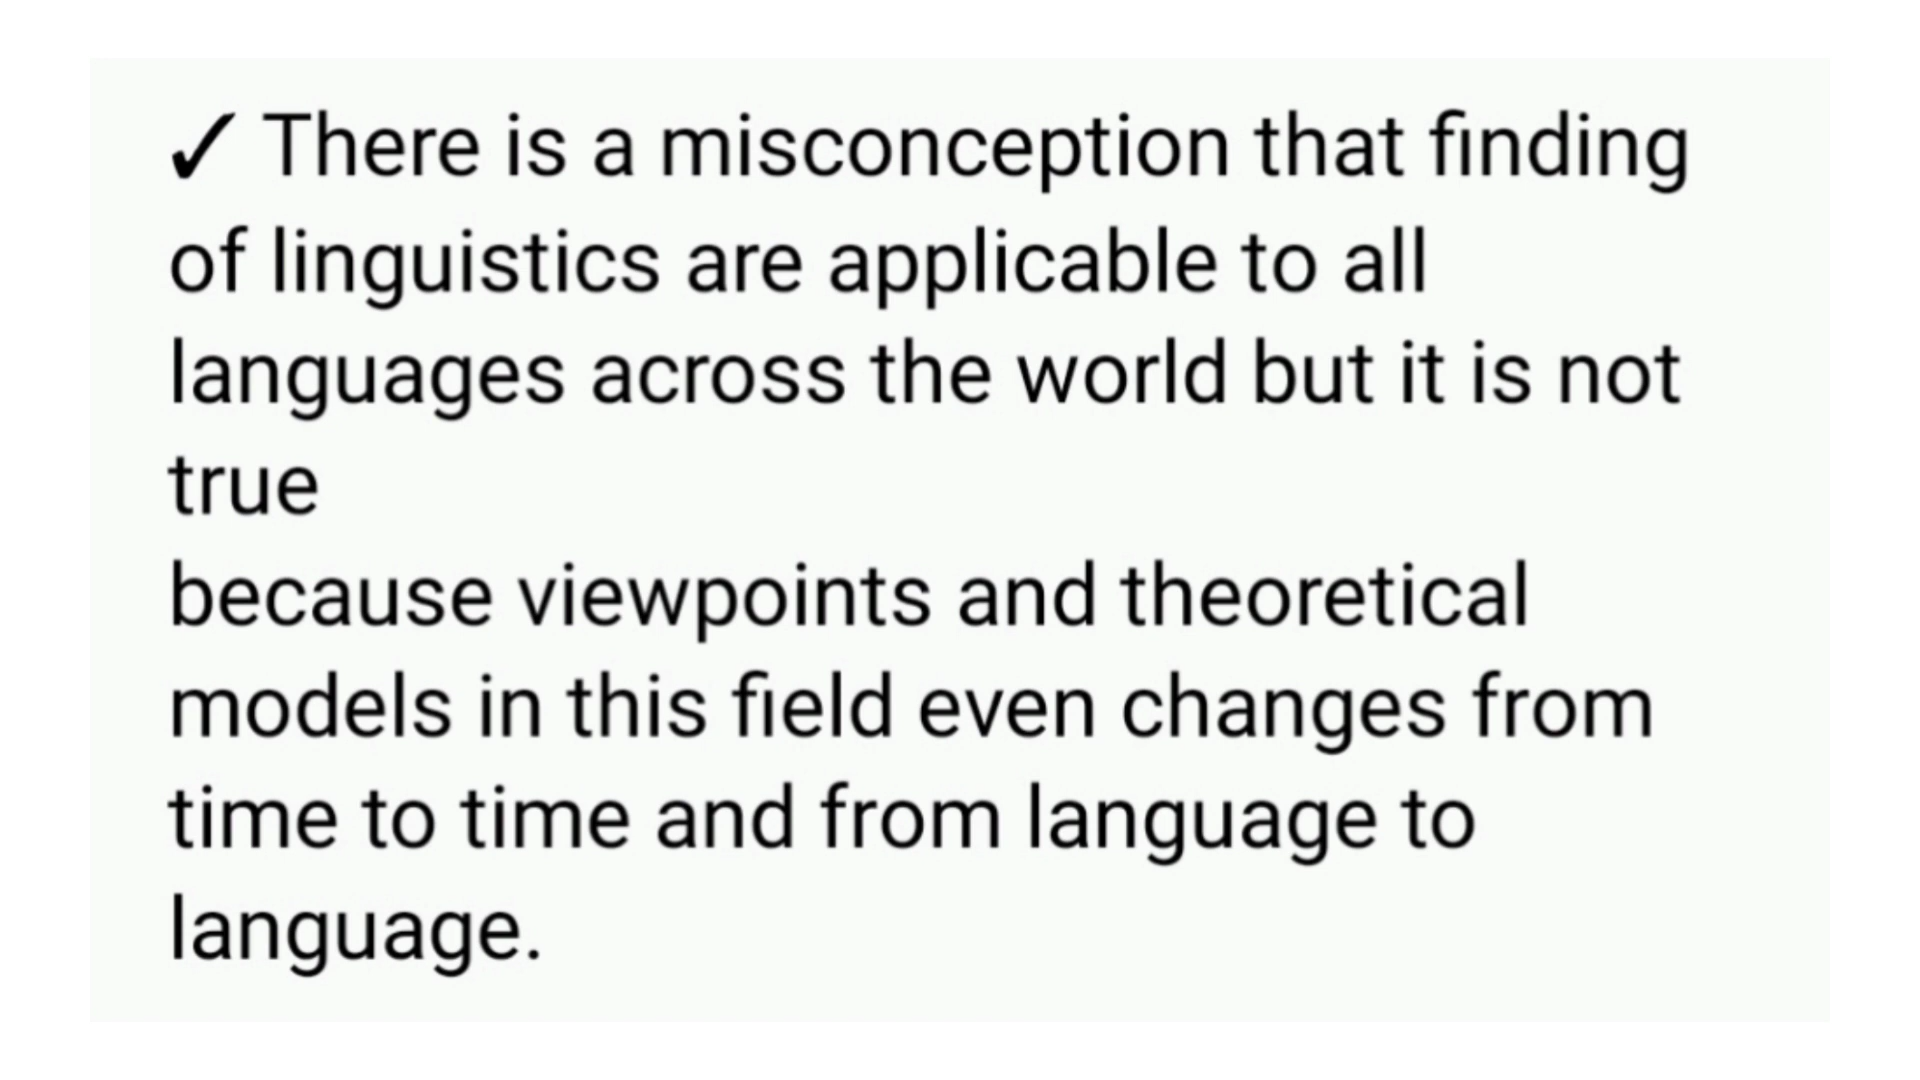 ✓ There is a misconception that finding
of linguistics are applicable to all
languages across the world but it is not
true
because viewpoints and theoretical
models in this field even changes from
time to time and from language to
language.